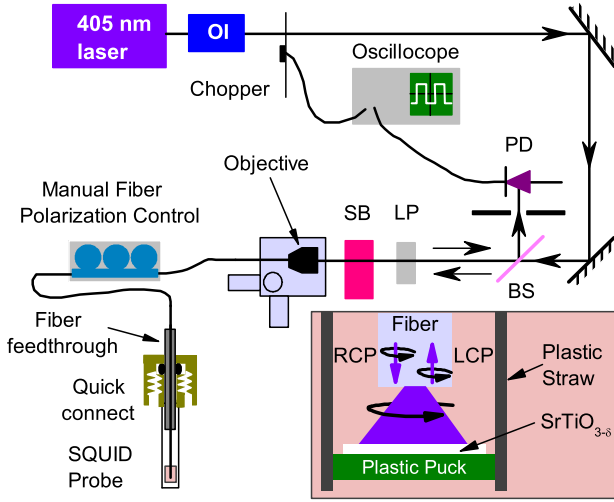 405 nm
laser
OI
Chopper
Oscillocope
PD
Objective
Manual Fiber
Polarization Control
SB
LP
BS
Fiber
feedthrough
Quick
connect
SQUID
Probe
Fiber
RCP
LCP
Plastic
Straw
SrTiO3-δ
Plastic Puck